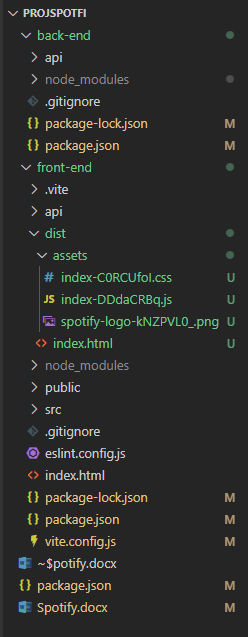 PROJSPOTFI
back-end
api
node_modules
.gitignore
package-lock.json M
package.json M
front-end
.vite
api
dist
assets
# index-C0RCUfoI.css U
JS index-DDdaCRBq.js U
spotify-logo-kNZPVL0_.png U
index.html U
node_modules
public
src
.gitignore
eslint.config.js
index.html
package-lock.json M
package.json M
vite.config.js M
~$potify.docx
package.json M
Spotify.docx M